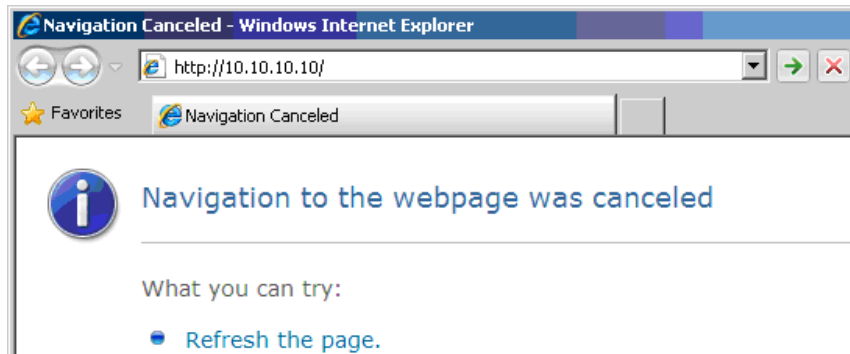 Navigation Canceled - Windows Internet Explorer
http://10.10.10.10/
Favorites Navigation Canceled
Navigation to the webpage was canceled
What you can try:
Refresh the page.